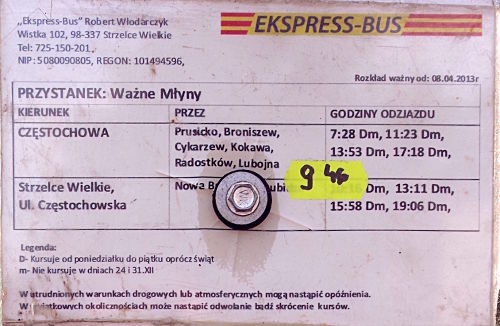 „Ekspress-Bus" Robert Włodarczyk
Wistka 102, 98-337 Strzelce Wielkie
Tel: 725-150-201
NIP: 5080090805, REGON: 101494596,
EKSPRESS-BUS
Rozkład ważny od: 08.04.2013r
PRZYSTANEK: Ważne Młyny
KIERUNEK PRZEZ GODZINY ODJAZDU
CZĘSTOCHOWA Prusicko, Broniszew, 7:28 Dm, 11:23 Dm,
Cykarzew, Kokawa, 13:53 Dm, 17:18 Dm,
Radostków, Lubojna
Strzelce Wielkie, Nowa 9 46 Dm, 13:11 Dm,
Ul. Częstochowska 15:58 Dm, 19:06 Dm,
Legenda:
D- Kursuje od poniedziałku do piątku oprócz świąt
m- Nie kursuje w dniach 24 i 31.XII
W utrudnionych warunkach drogowych lub atmosferycznych mogą nastąpić opóźnienia.
W wyjątkowych okolicznościach może nastąpić odwołanie bądź skrócenie kursów.